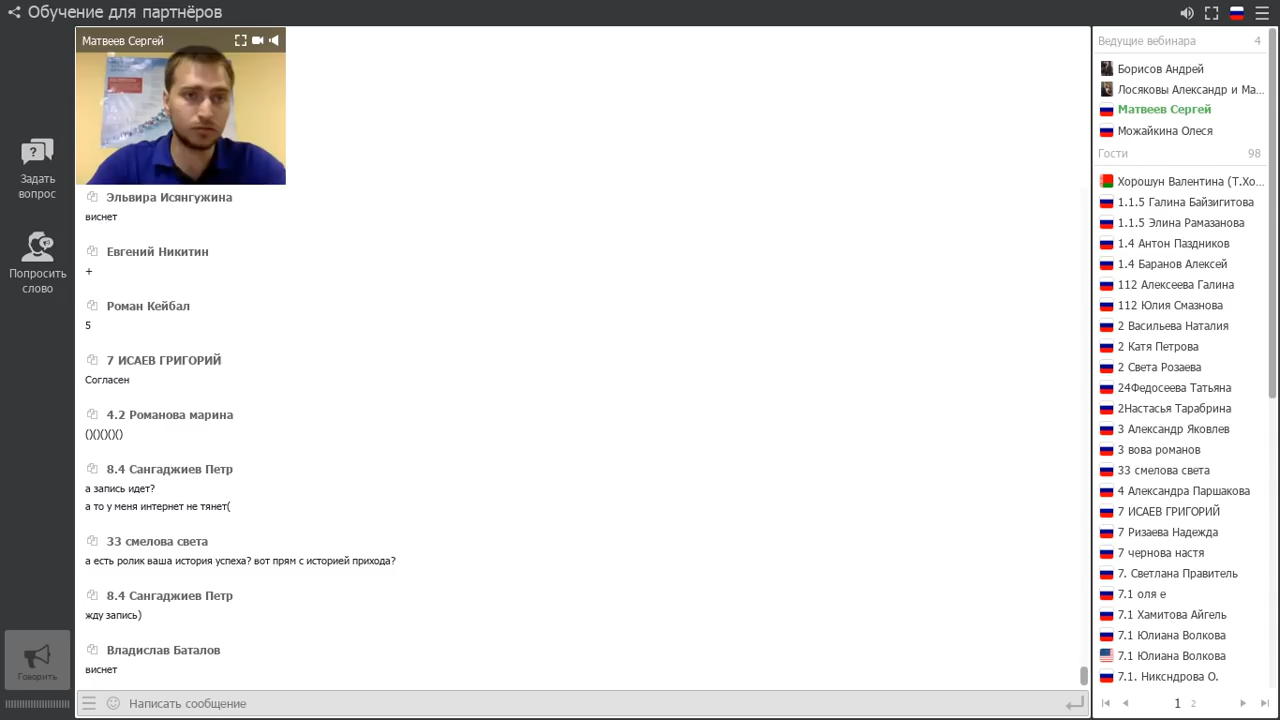 Обучение для партнёров
Матвеев Сергей
Задать
вопрос
Попросить
слово
Говорить
Эльвира Исянгужина
виснет
Евгений Никитин
+
Роман Кейбал
5
7 ИСАЕВ ГРИГОРИЙ
Согласен
4.2 Романова марина
()()()()()
8.4 Сангаджиев Петр
а запись идет?
а то у меня интернет не тянет(
33 смелова света
а есть ролик ваша история успеха? вот прям с историей прихода?
8.4 Сангаджиев Петр
жду запись)
Владислав Баталов
виснет
Написать сообщение
Ведущие вебинара 4
Борисов Андрей
Лосяковы Александр и Ма...
Матвеев Сергей
Можайкина Олеся
Гости 98
Хорошун Валентина (Т.Хо...
1.1.5 Галина Байзигитова
1.1.5 Элина Рамазанова
1.4 Антон Паздников
1.4 Баранов Алексей
112 Алексеева Галина
112 Юлия Смазнова
2 Васильева Наталия
2 Катя Петрова
2 Света Розаева
24Федосеева Татьяна
2Настасья Тарабрина
3 Александр Яковлев
3 вова романов
33 смелова света
4 Александра Паршакова
7 ИСАЕВ ГРИГОРИЙ
7 Ризаева Надежда
7 чернова настя
7. Светлана Правитель
7.1 оля е
7.1 Хамитова Айгель
7.1 Юлиана Волкова
7.1 Юлиана Волкова
7.1. Никсндрова О.
1 2